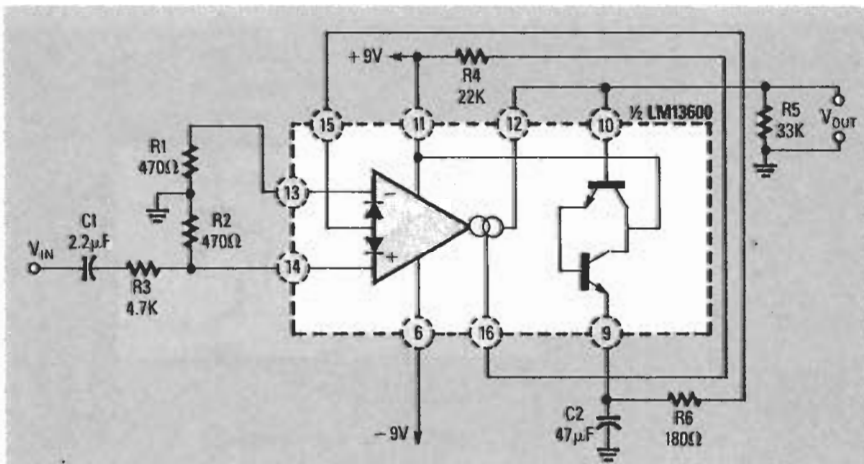 +9V
R4
22K
½ LM13600
15
11
12
10
R5
33K
VOUT
R1
470Ω
13
R2
470Ω
C1
2.2µF
VIN
R3
4.7K
14
−
+
6
16
9
−9V
C2
47µF
R6
180Ω